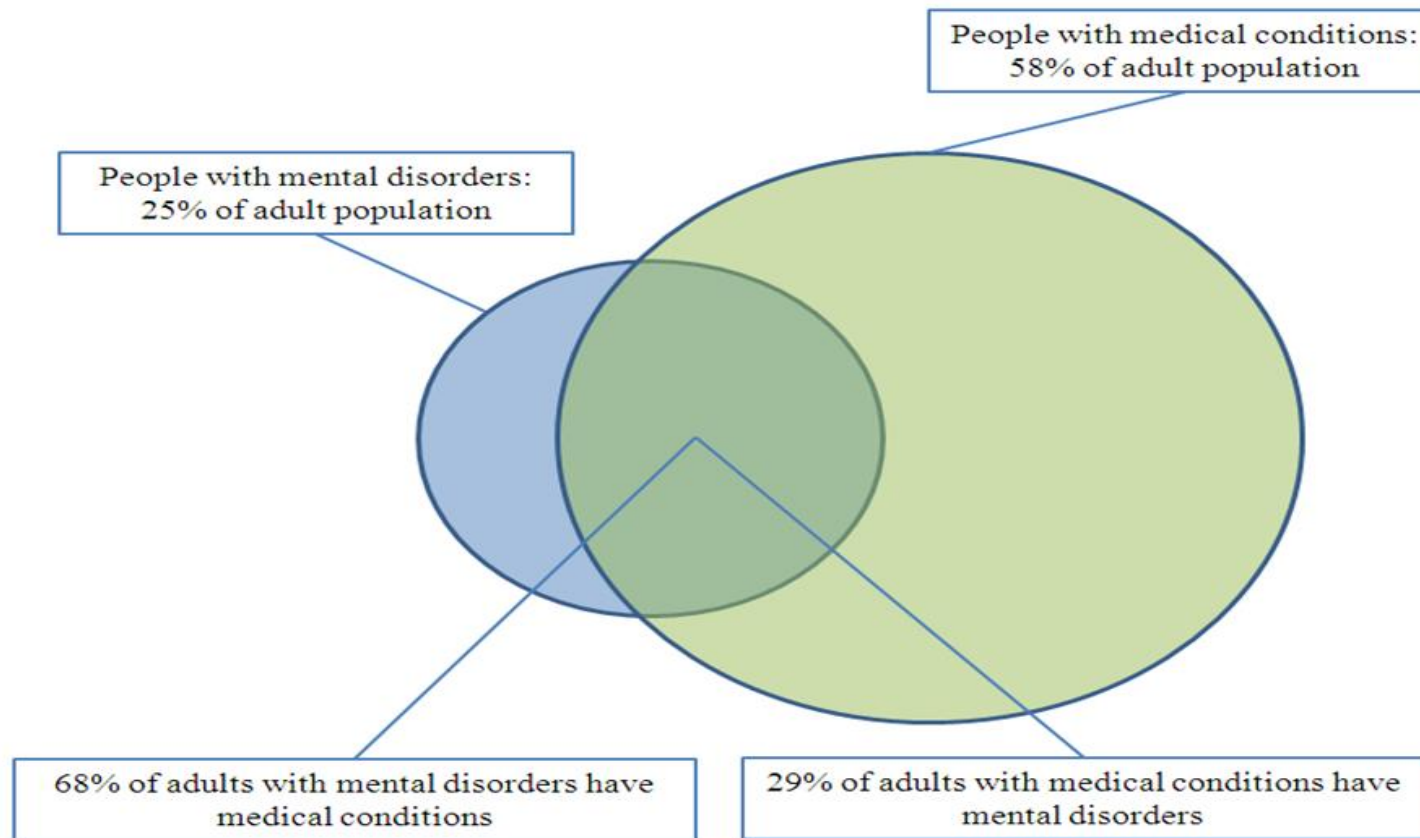 People with medical conditions:
58% of adult population
People with mental disorders:
25% of adult population
68% of adults with mental disorders have
medical conditions
29% of adults with medical conditions have
mental disorders